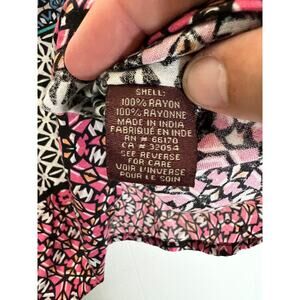 SHELL:
100% RAYON
100% RAYONNE
MADE IN INDIA
FABRIQUÉ EN INDE
RN # 66170
CA # 32054
SEE REVERSE
FOR CARE
VOIR L'INVERSE
POUR LE SOIN